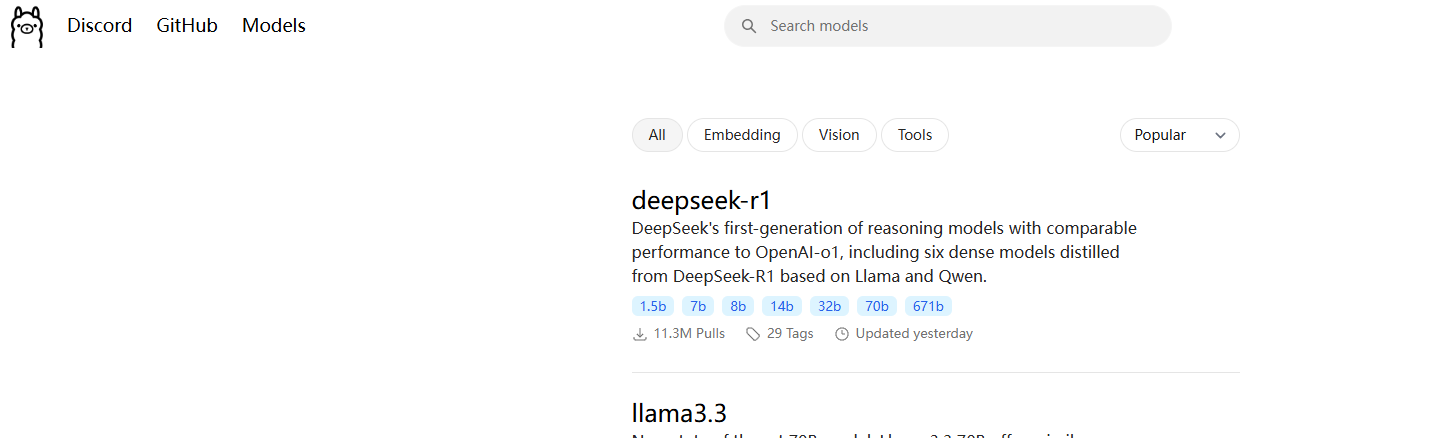 Discord GitHub Models Search models
All Embedding Vision Tools Popular
deepseek-r1
DeepSeek's first-generation of reasoning models with comparable
performance to OpenAI-o1, including six dense models distilled
from DeepSeek-R1 based on Llama and Qwen.
1.5b 7b 8b 14b 32b 70b 671b
11.3M Pulls 29 Tags Updated yesterday
llama3.3